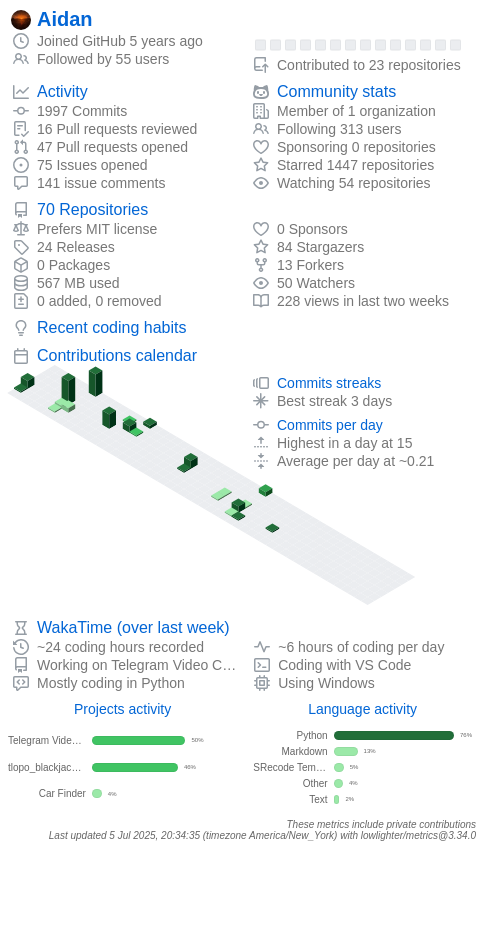 Aidan
Joined GitHub 5 years ago
Followed by 55 users
Contributed to 23 repositories
Activity
1997 Commits
16 Pull requests reviewed
47 Pull requests opened
75 Issues opened
141 issue comments
Community stats
Member of 1 organization
Following 313 users
Sponsoring 0 repositories
Starred 1447 repositories
Watching 54 repositories
70 Repositories
Prefers MIT license
24 Releases
0 Packages
567 MB used
0 added, 0 removed
0 Sponsors
84 Stargazers
13 Forkers
50 Watchers
228 views in last two weeks
Recent coding habits
Contributions calendar
Commits streaks
Best streak 3 days
Commits per day
Highest in a day at 15
Average per day at ~0.21
WakaTime (over last week)
~24 coding hours recorded
Working on Telegram Video C…
Mostly coding in Python
~6 hours of coding per day
Coding with VS Code
Using Windows
Projects activity
Telegram Vide… 50%
tlopo_blackjac… 46%
Car Finder 4%
Language activity
Python 76%
Markdown 13%
SRecode Tem… 5%
Other 4%
Text 2%
These metrics include private contributions
Last updated 5 Jul 2025, 20:34:35 (timezone America/New_York) with lowlighter/metrics@3.34.0